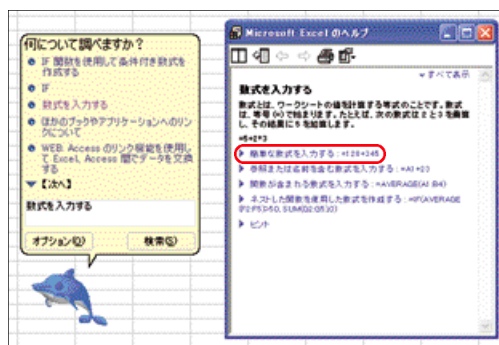 何について調べますか？
IF 関数を使用して条件付き数式を
作成する
IF
数式を入力する
ほかのブックやアプリケーションへのリン
クについて
WEB: Access のリンク機能を使用し
て Excel、Access 間でデータを交換
する
【次へ】
数式を入力する
オプション(O)
検索(S)
Microsoft Excel のヘルプ
すべて表示
数式を入力する
数式とは、ワークシートの値を計算する等式のことです。数式
は、等号 (=) で始まります。たとえば、次の数式は 2 と 3 を乗算
し、その結果に 5 を加算します。
=5+2*3
簡単な数式を入力する : =128+345
参照または名前を含む数式を入力する : =A1+23
関数が含まれる数式を入力する : =AVERAGE(A1:B4)
ネストした関数を使用した数式を作成する : =IF(AVERAGE
(F2:F5)>50, SUM(G2:G5),0)
ヒント